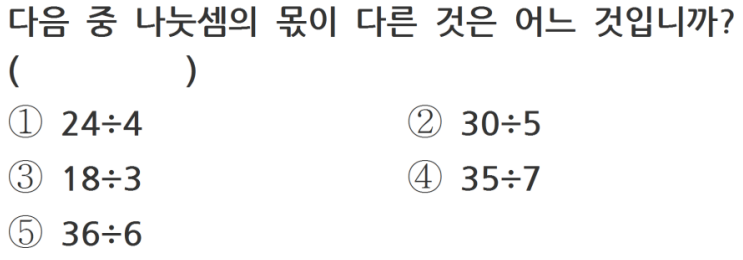 다음 중 나눗셈의 몫이 다른 것은 어느 것입니까?
(          )
① 24÷4 ② 30÷5
③ 18÷3 ④ 35÷7
⑤ 36÷6